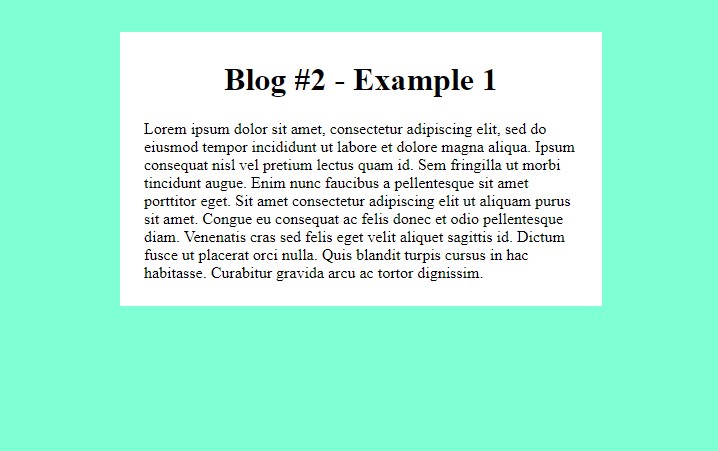 Blog #2 - Example 1
Lorem ipsum dolor sit amet, consectetur adipiscing elit, sed do
eiusmod tempor incididunt ut labore et dolore magna aliqua. Ipsum
consequat nisl vel pretium lectus quam id. Sem fringilla ut morbi
tincidunt augue. Enim nunc faucibus a pellentesque sit amet
porttitor eget. Sit amet consectetur adipiscing elit ut aliquam purus
sit amet. Congue eu consequat ac felis donec et odio pellentesque
diam. Venenatis cras sed felis eget velit aliquet sagittis id. Dictum
fusce ut placerat orci nulla. Quis blandit turpis cursus in hac
habitasse. Curabitur gravida arcu ac tortor dignissim.